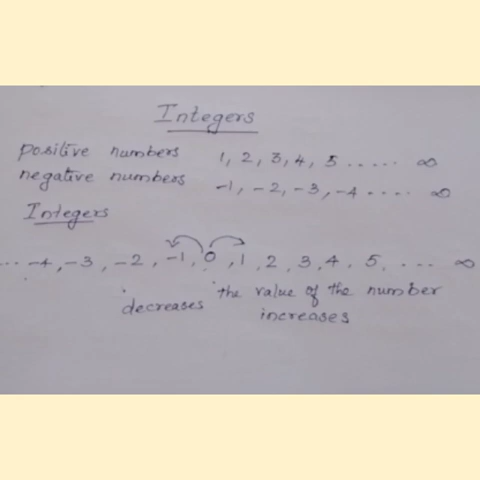 Integers
positive numbers 1, 2, 3, 4, 5 ..... ∞
negative numbers -1, -2, -3, -4 .... ∞
Integers
... -4, -3, -2, -1, 0, 1, 2, 3, 4, 5, .... ∞
decreases the value of the number
increases